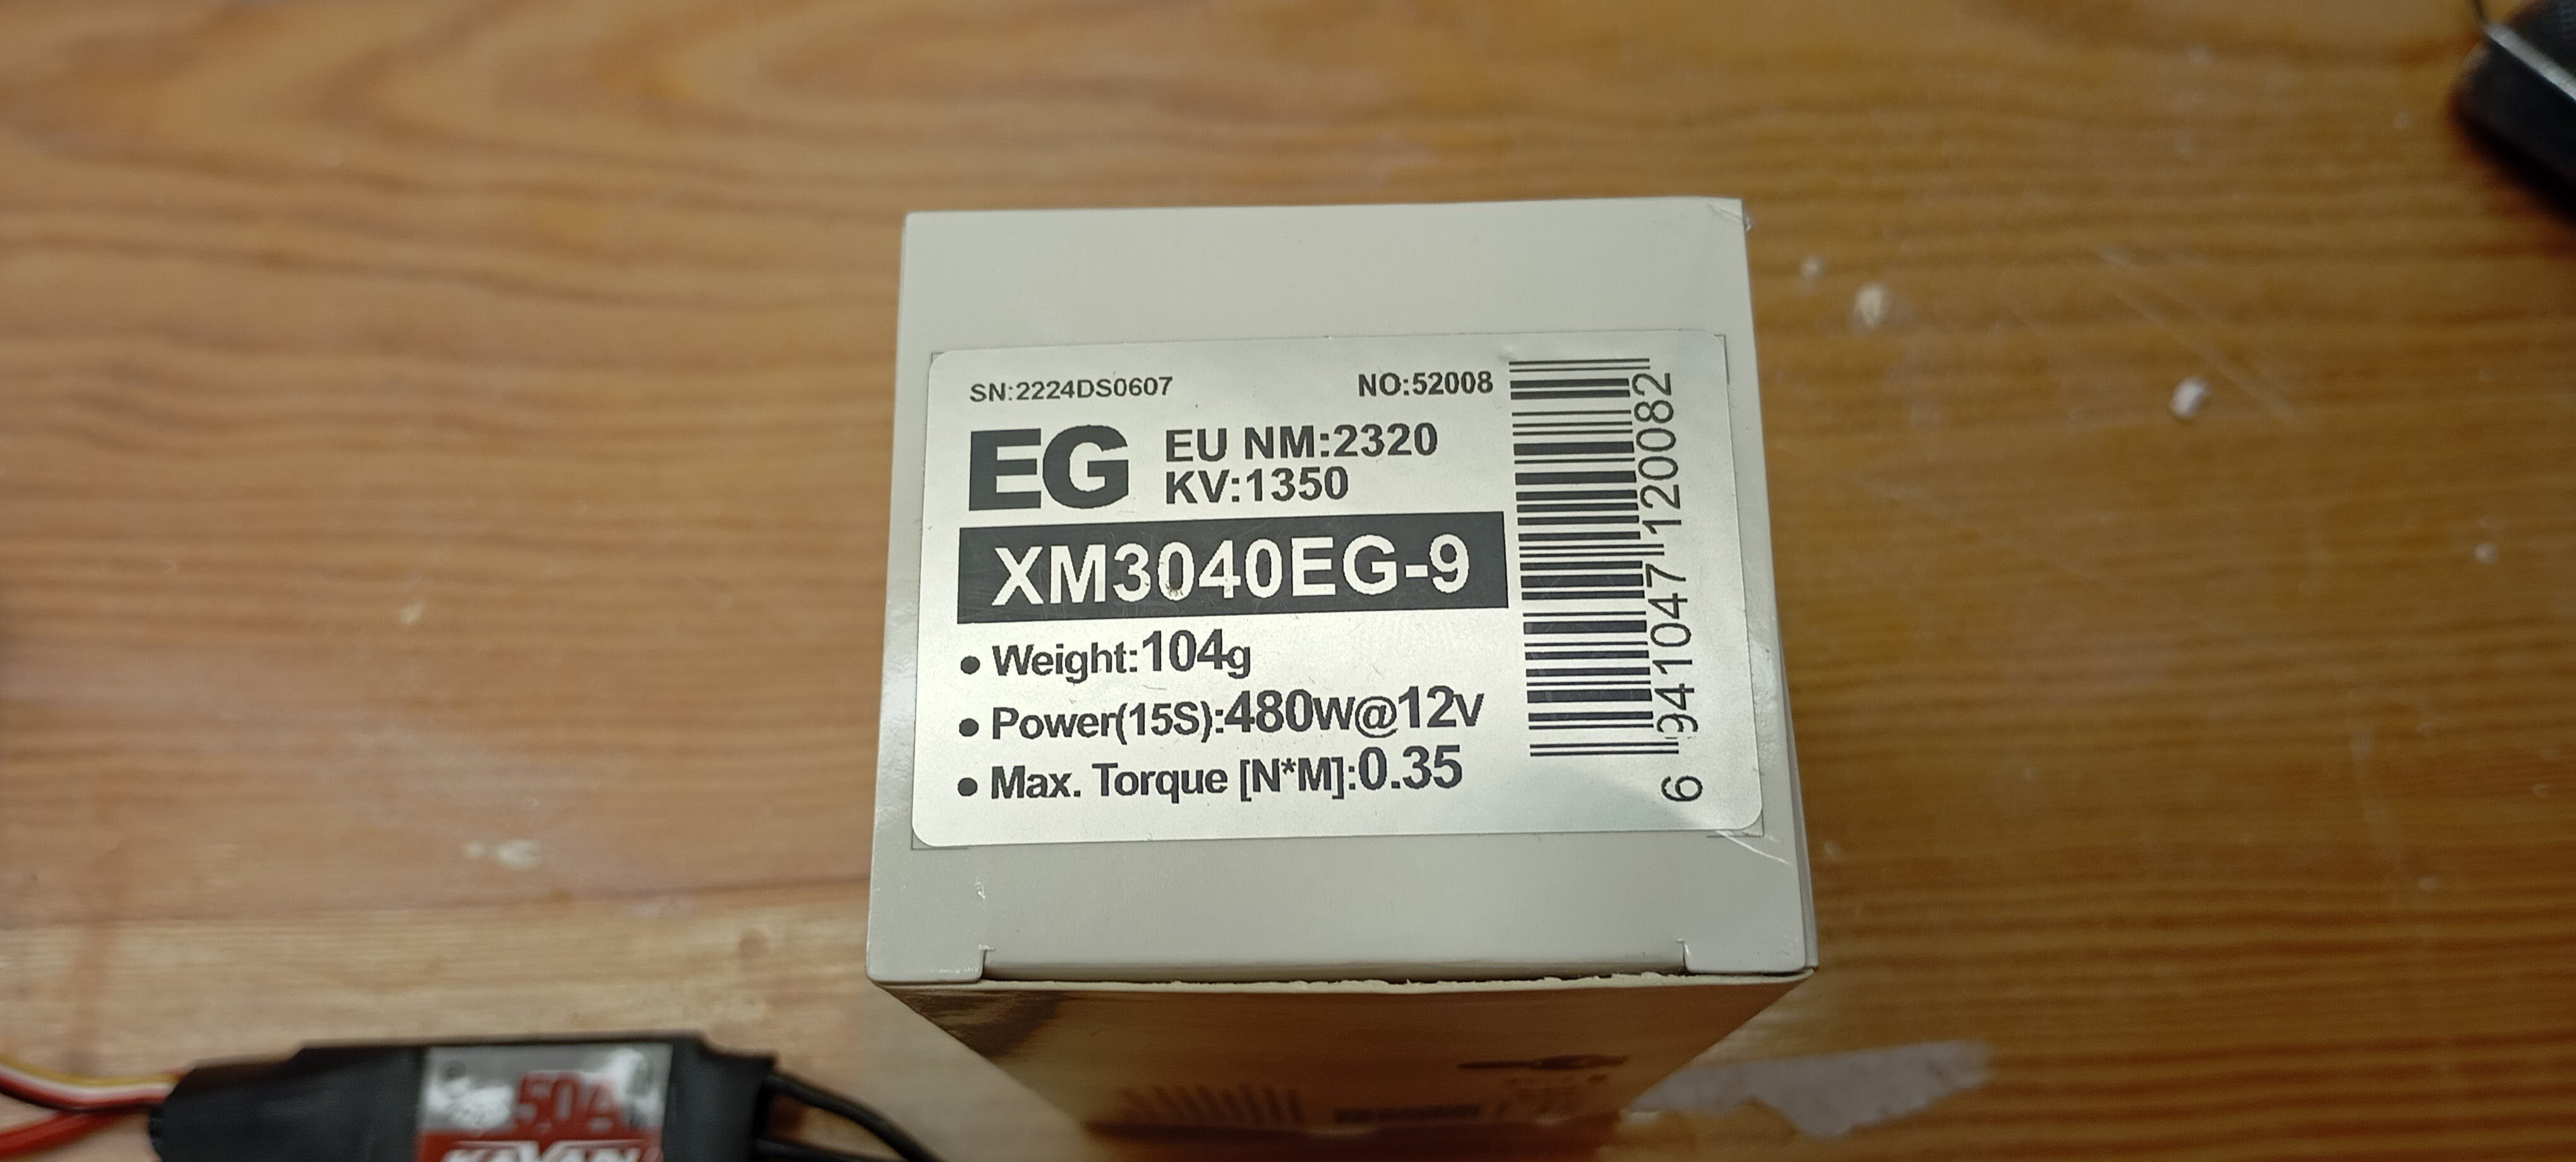 SN:2224DS0607 NO:52008
EG
EU NM:2320
KV:1350
XM3040EG-9
• Weight:104g
• Power(15S):480W@12V
• Max. Torque [N*M]:0.35
6 941047 120082
50A
KAVAN